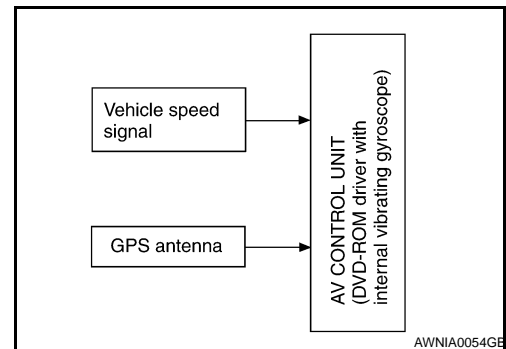 Vehicle speed
signal
GPS antenna
AV CONTROL UNIT
(DVD-ROM driver with
internal vibrating gyroscope)
AWNIA0054GB